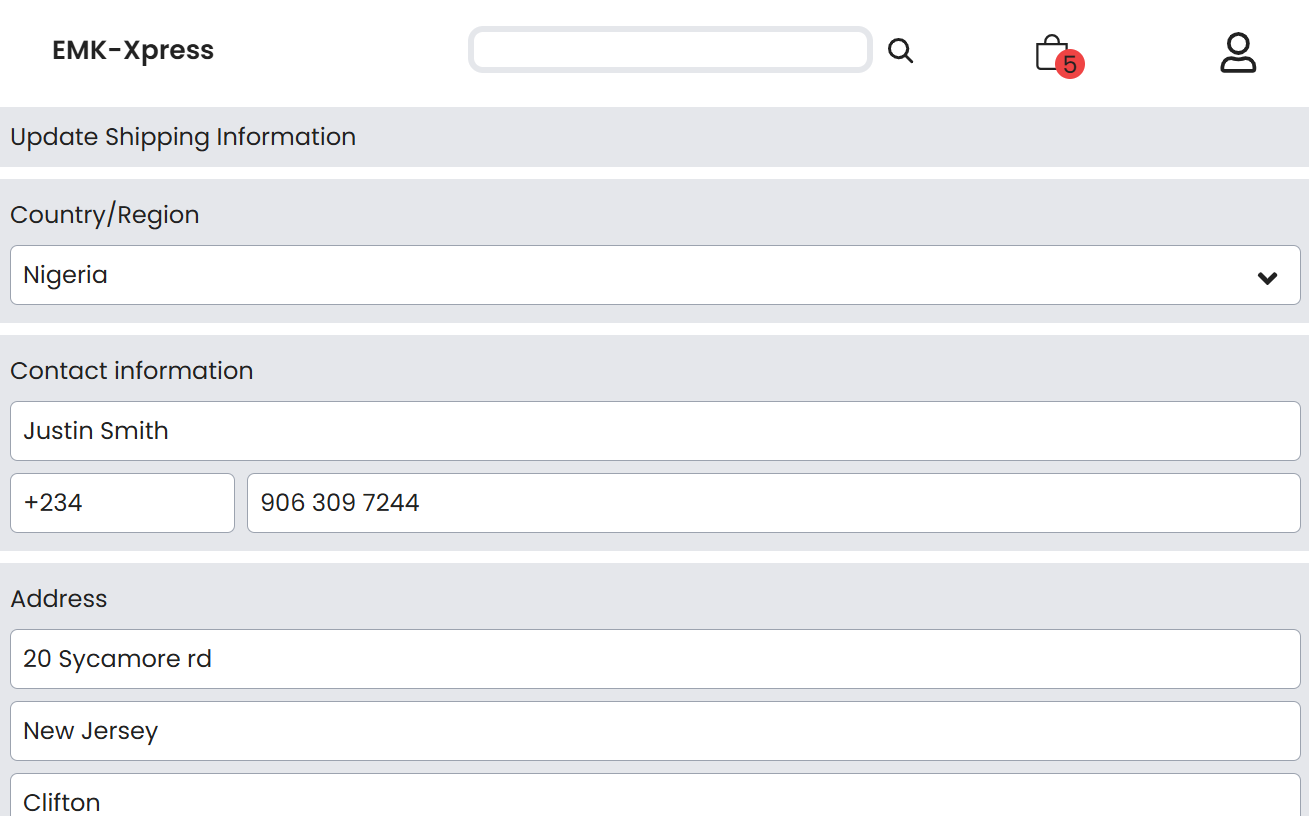 EMK-Xpress
5
Update Shipping Information
Country/Region
Nigeria
Contact information
Justin Smith
+234 906 309 7244
Address
20 Sycamore rd
New Jersey
Clifton